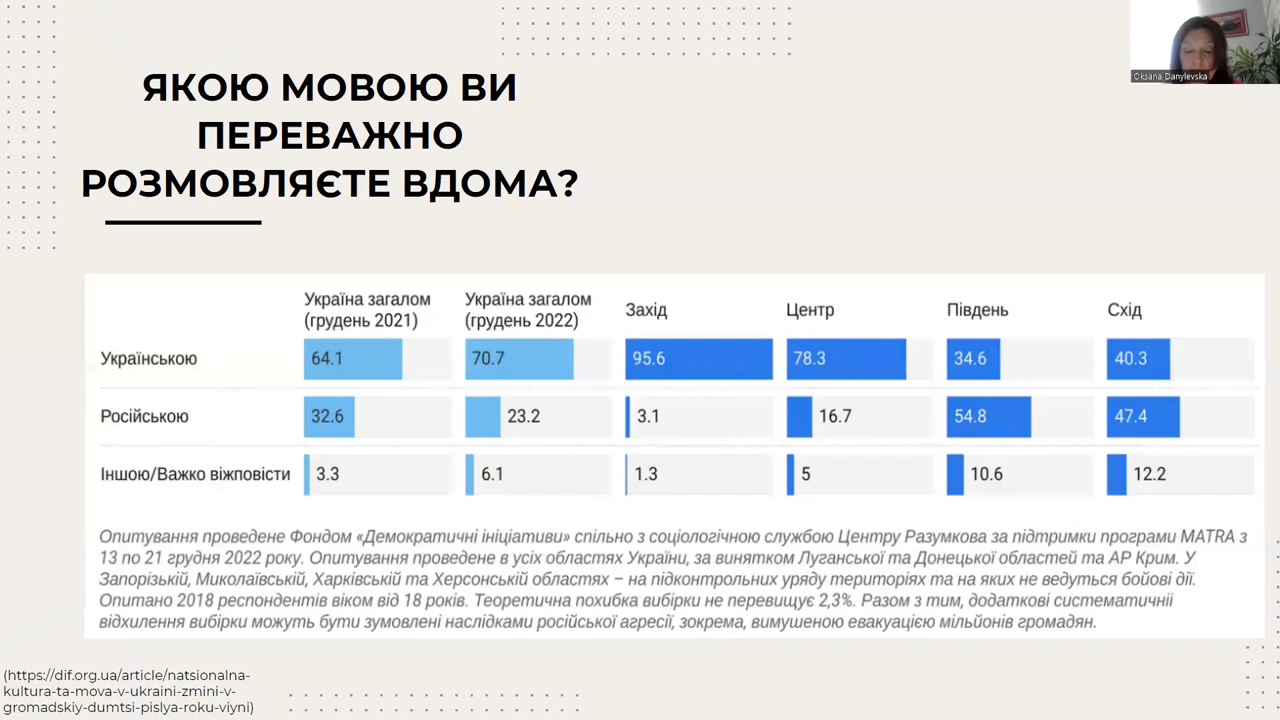 ЯКОЮ МОВОЮ ВИ
ПЕРЕВАЖНО
РОЗМОВЛЯЄТЕ ВДОМА?
Oksana Danylevska
Україна загалом (грудень 2021)
Україна загалом (грудень 2022)
Захід
Центр
Південь
Схід
Українською 64.1 70.7 95.6 78.3 34.6 40.3
Російською 32.6 23.2 3.1 16.7 54.8 47.4
Іншою/Важко віжповісти 3.3 6.1 1.3 5 10.6 12.2
Опитування проведене Фондом «Демократичні ініціативи» спільно з соціологічною службою Центру Разумкова за підтримки програми MATRA з
13 по 21 грудня 2022 року. Опитування проведене в усіх областях України, за винятком Луганської та Донецької областей та АР Крим. У
Запорізькій, Миколаївській, Харківській та Херсонській областях – на підконтрольних уряду територіях та на яких не ведуться бойові дії.
Опитано 2018 респондентів віком від 18 років. Теоретична похибка вибірки не перевищує 2,3%. Разом з тим, додаткові систематичніі
відхилення вибірки можуть бути зумовлені наслідками російської агресії, зокрема, вимушеною евакуацією мільйонів громадян.
(https://dif.org.ua/article/natsionalna-
kultura-ta-mova-v-ukraini-zmini-v-
gromadskiy-dumtsi-pislya-roku-viyni)